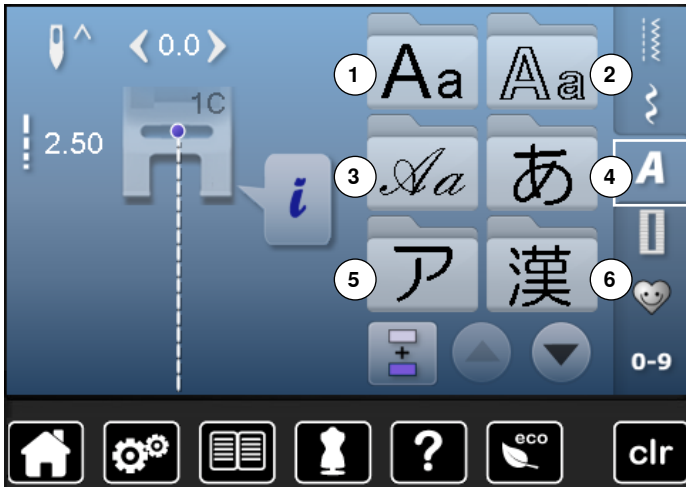 0.0
1C
2.50
i
1 Aa
Aa 2
3 Aa
あ 4
A
5 ア
漢 6
+
0-9
?
eco
clr